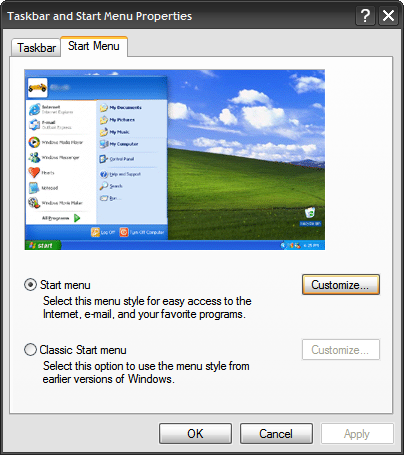 Taskbar and Start Menu Properties
Taskbar
Start Menu
Internet
Internet Explorer
E-mail
Outlook Express
Windows Media Player
Windows Messenger
Hearts
Notepad
Windows Movie Maker
All Programs
My Documents
My Pictures
My Music
My Computer
Control Panel
Help and Support
Search
Run...
Log Off
Turn Off Computer
start
Recycle Bin
Start menu
Customize...
Select this menu style for easy access to the
Internet, e-mail, and your favorite programs.
Classic Start menu
Customize...
Select this option to use the menu style from
earlier versions of Windows.
OK
Cancel
Apply